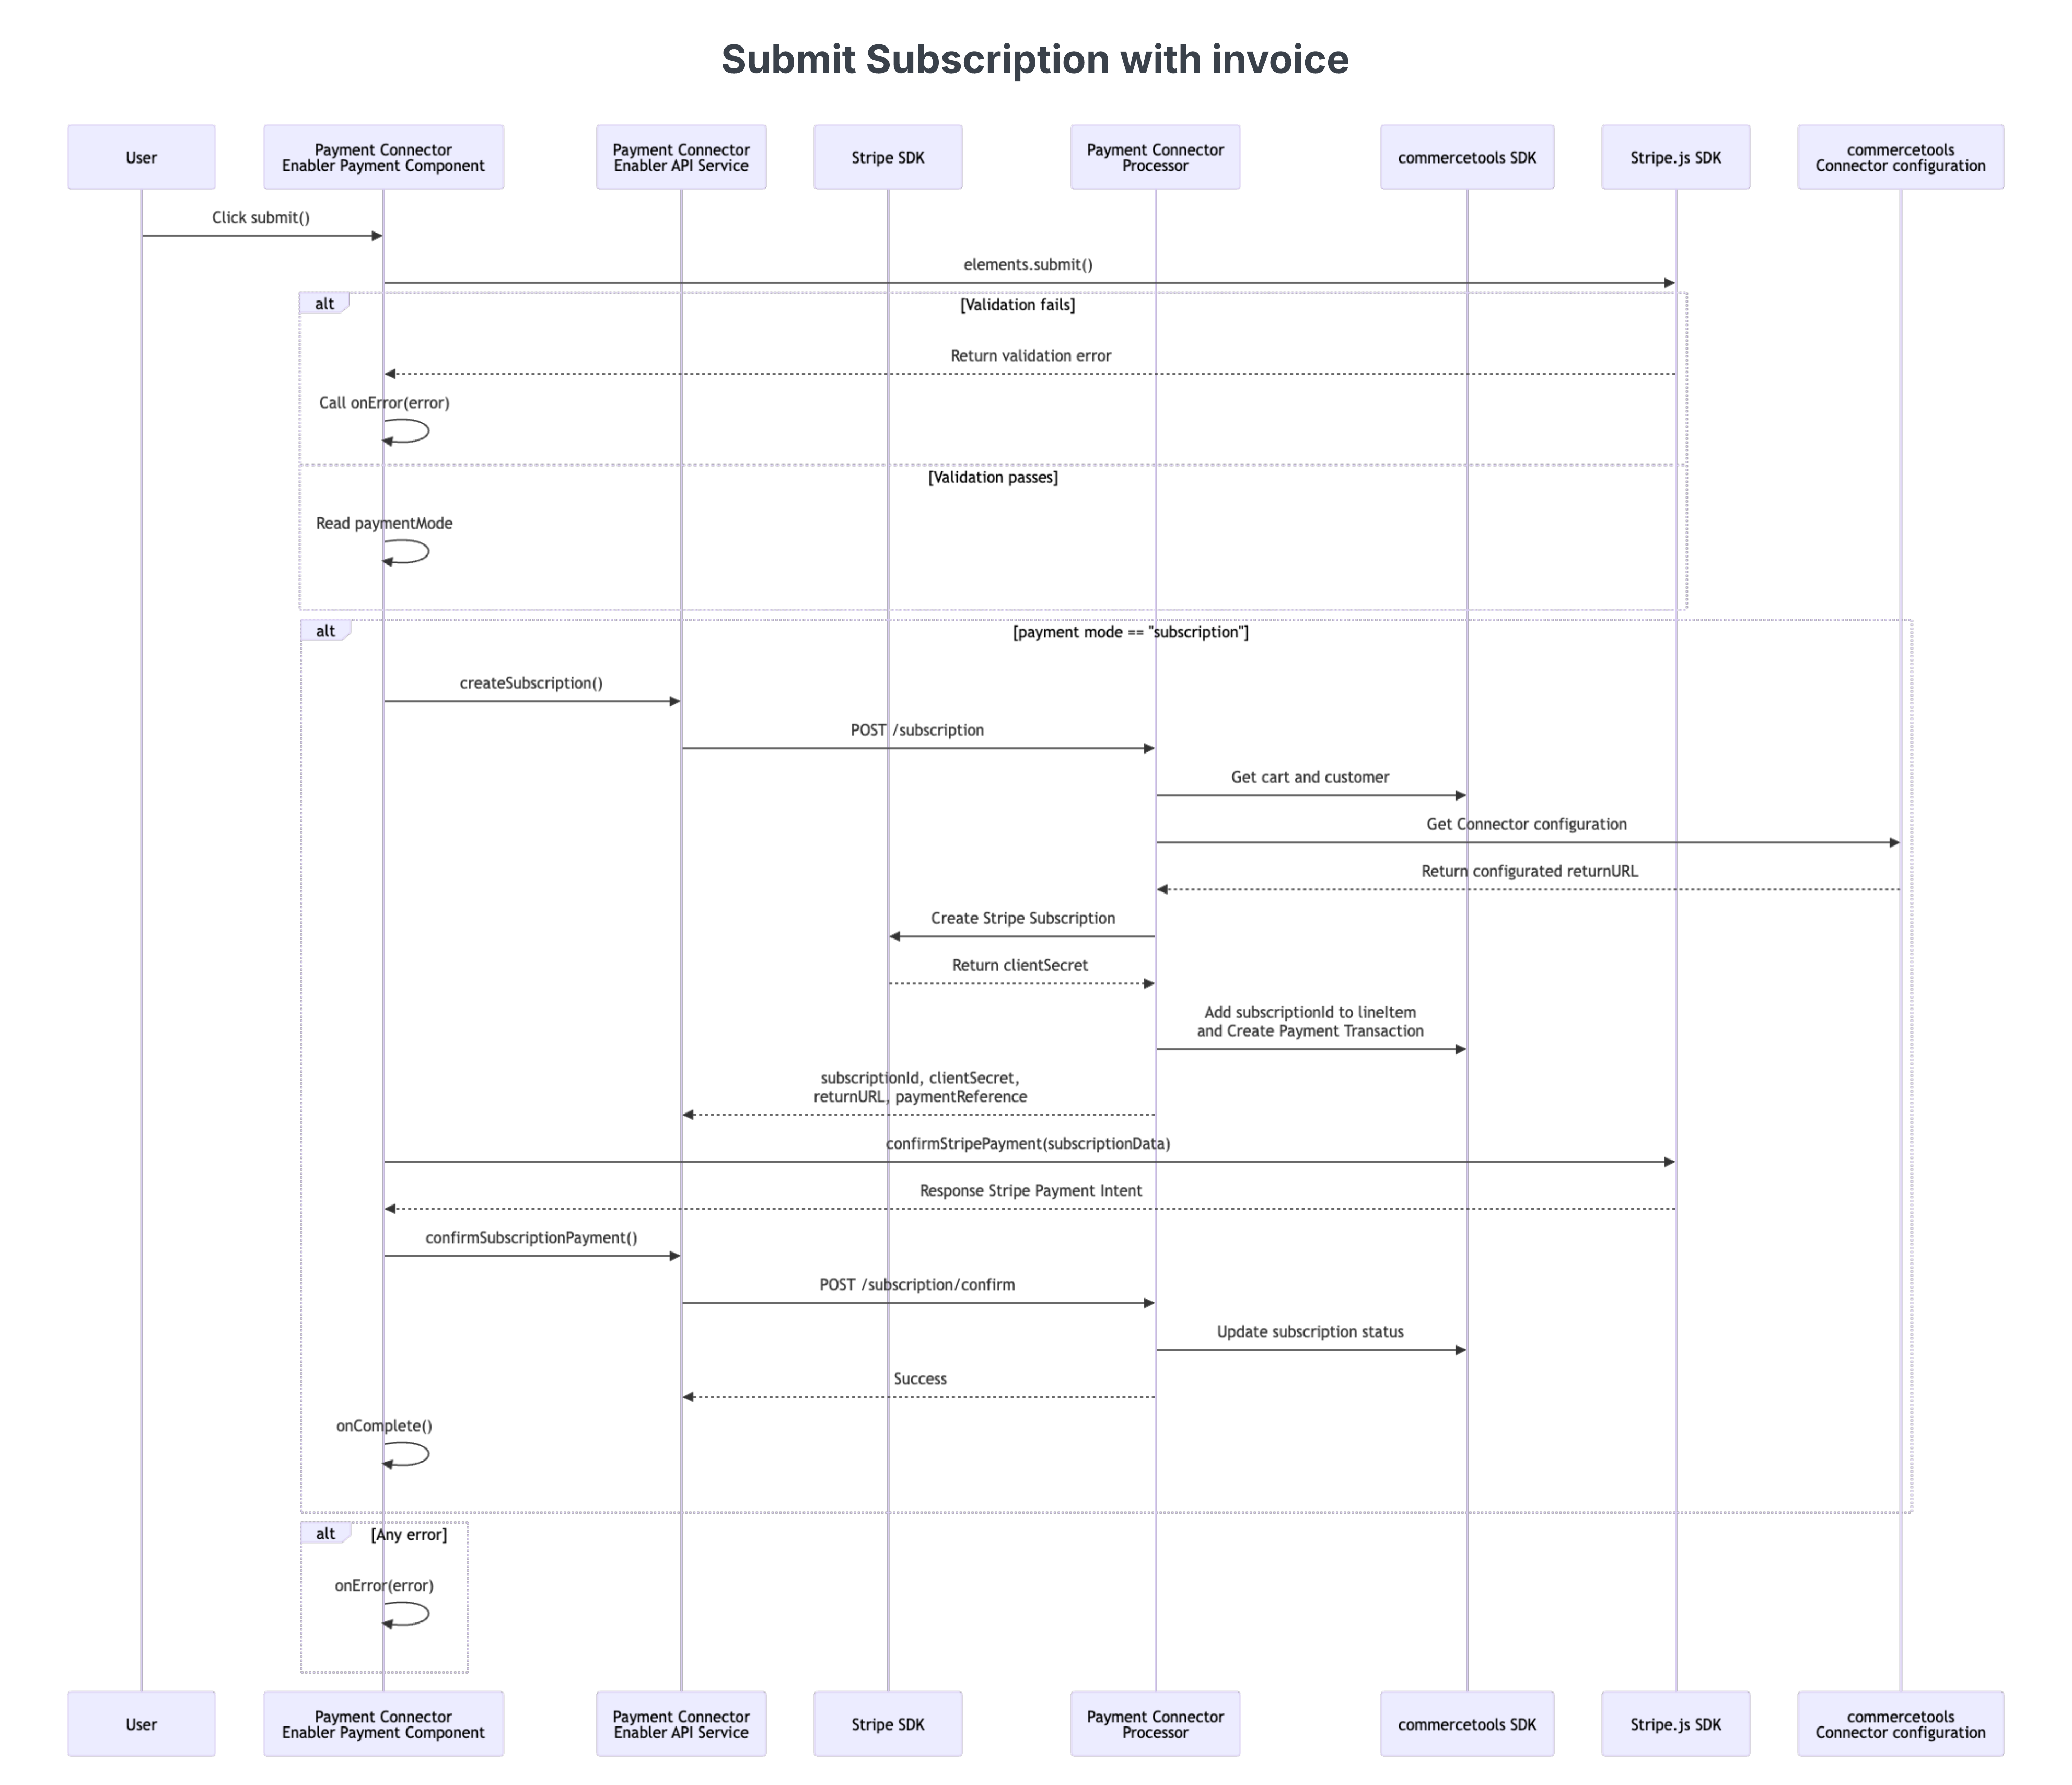 Submit Subscription with invoice
User
Payment Connector
Enabler Payment Component
Payment Connector
Enabler API Service
Stripe SDK
Payment Connector
Processor
commercetools SDK
Stripe.js SDK
commercetools
Connector configuration
Click submit()
elements.submit()
alt
[Validation fails]
Return validation error
Call onError(error)
[Validation passes]
Read paymentMode
alt
[payment mode == "subscription"]
createSubscription()
POST /subscription
Get cart and customer
Get Connector configuration
Return configurated returnURL
Create Stripe Subscription
Return clientSecret
Add subscriptionId to lineItem
and Create Payment Transaction
subscriptionId, clientSecret,
returnURL, paymentReference
confirmStripePayment(subscriptionData)
Response Stripe Payment Intent
confirmSubscriptionPayment()
POST /subscription/confirm
Update subscription status
Success
onComplete()
alt
[Any error]
onError(error)
User
Payment Connector
Enabler Payment Component
Payment Connector
Enabler API Service
Stripe SDK
Payment Connector
Processor
commercetools SDK
Stripe.js SDK
commercetools
Connector configuration